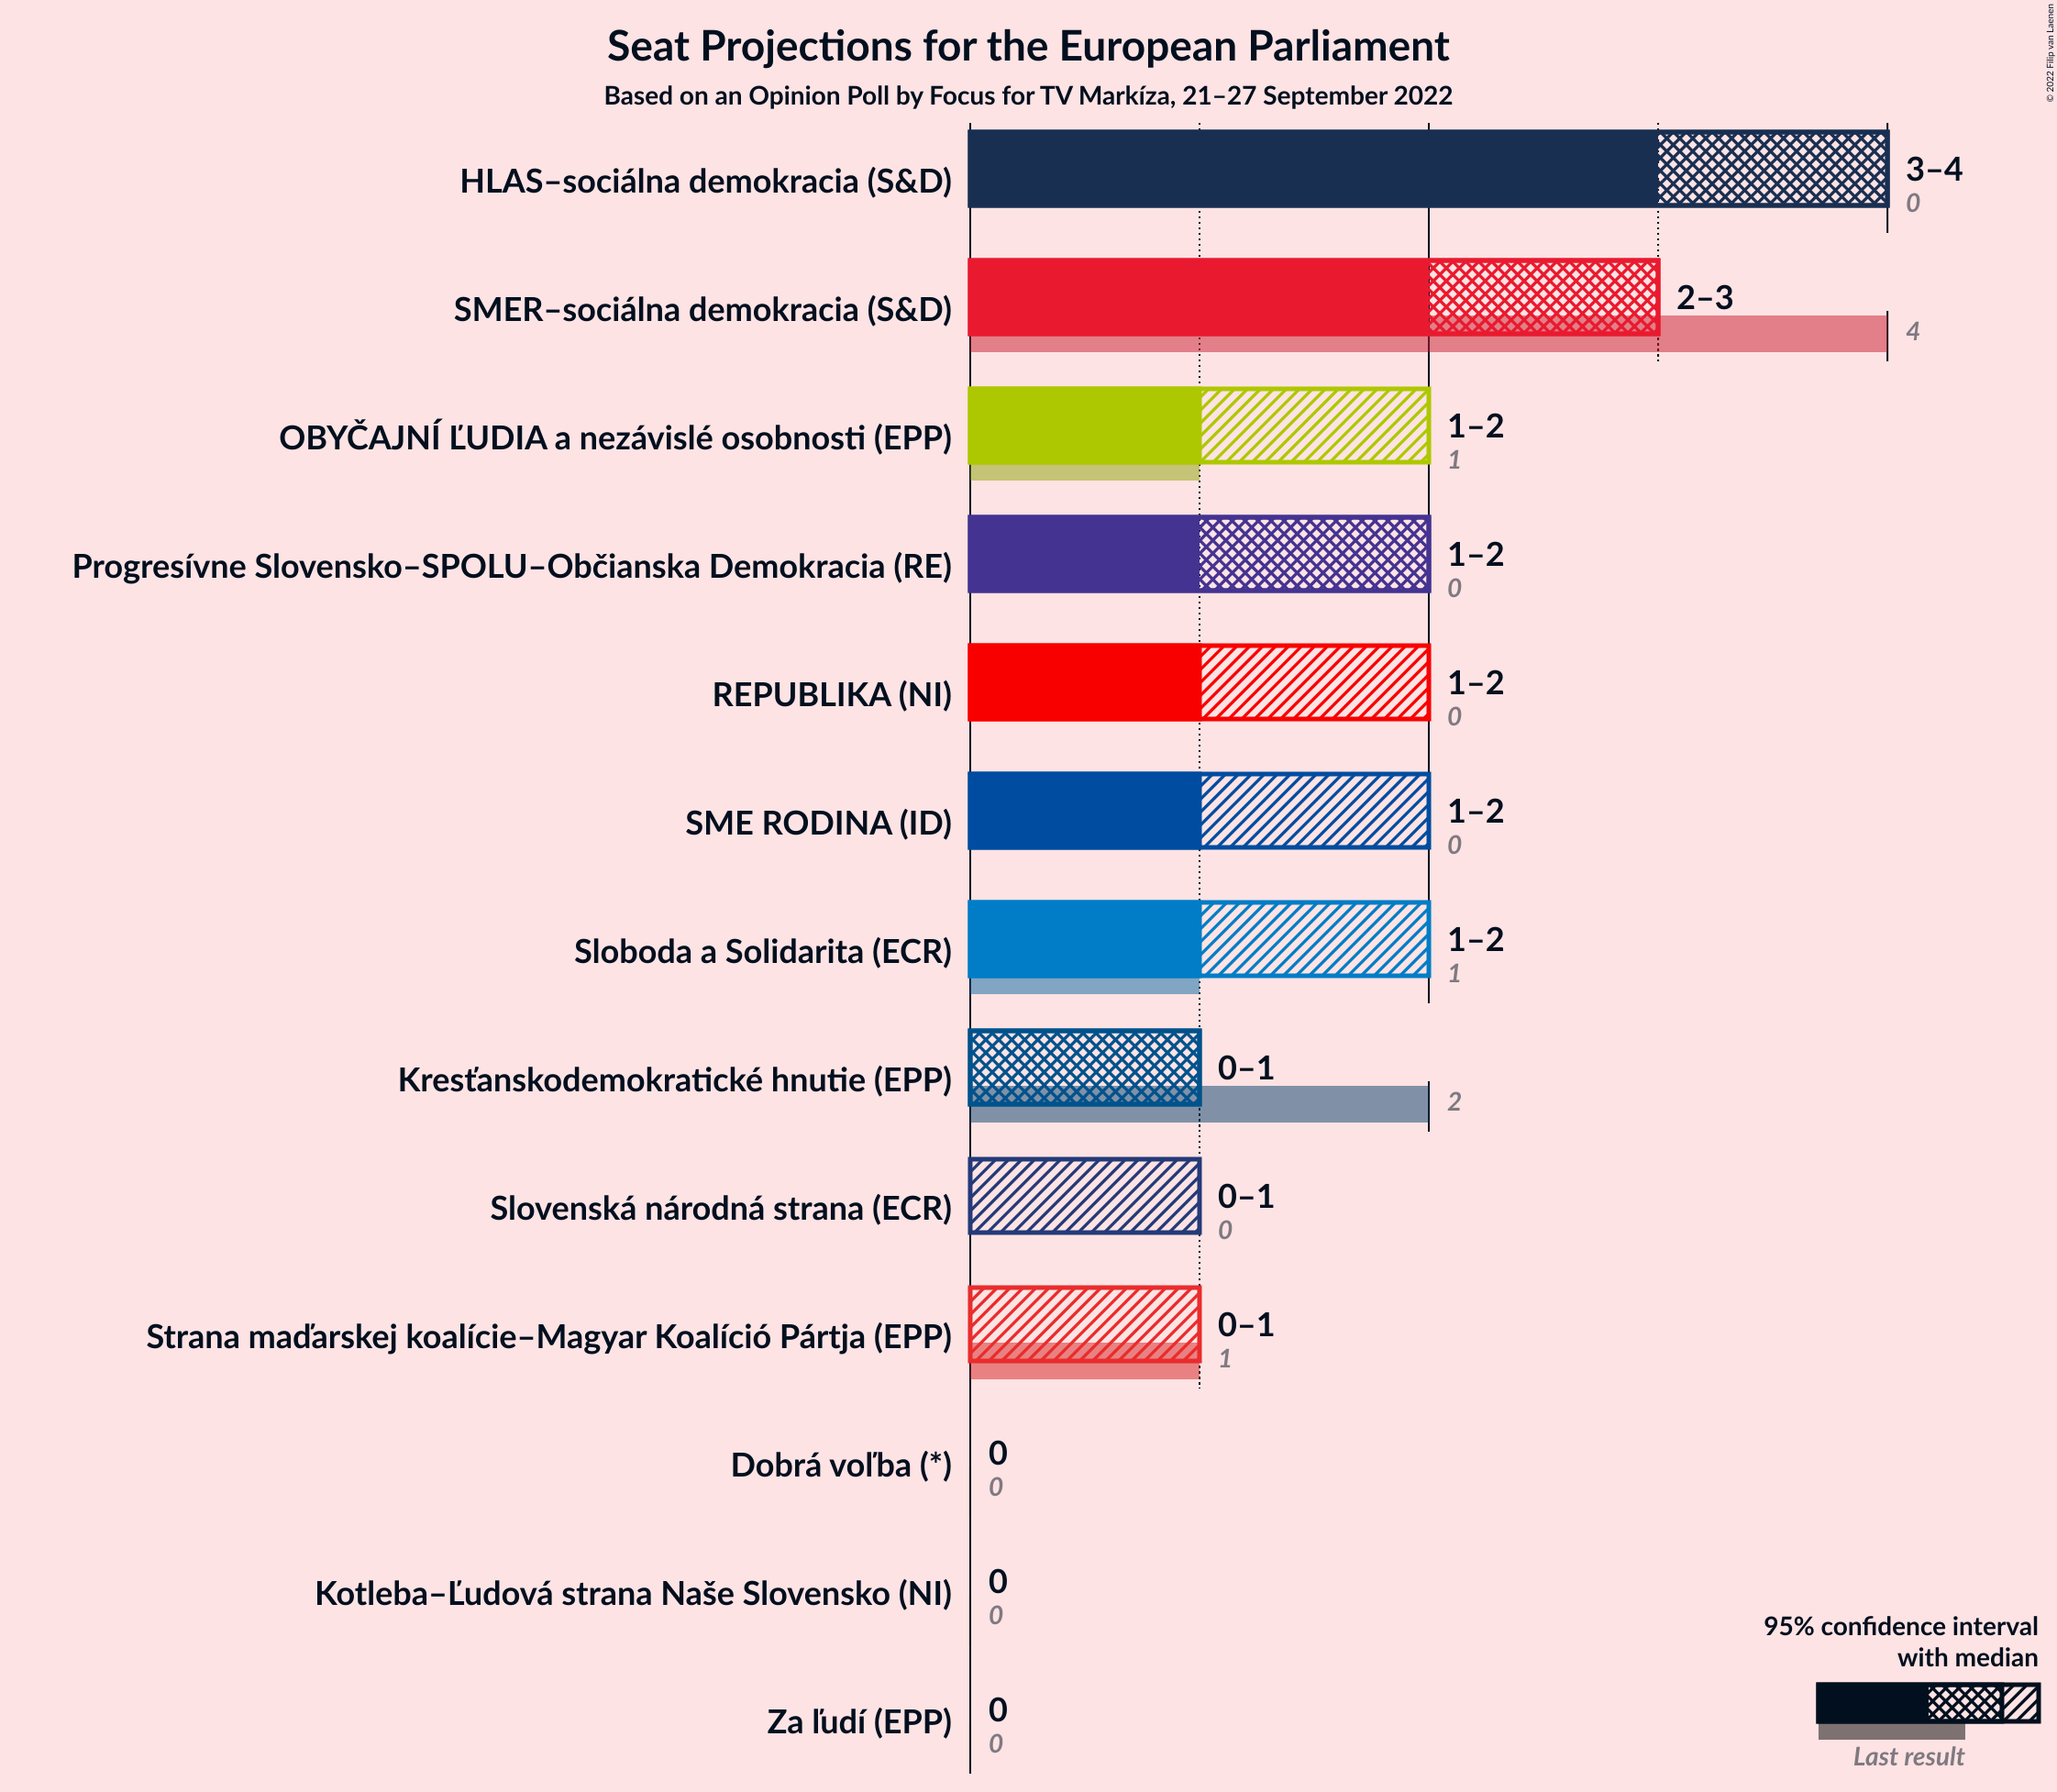 Seat Projections for the European Parliament
Based on an Opinion Poll by Focus for TV Markíza, 21–27 September 2022
© 2022 Filip van Laenen
HLAS–sociálna demokracia (S&D)
3–4
0
SMER–sociálna demokracia (S&D)
2–3
4
OBYČAJNÍ ĽUDIA a nezávislé osobnosti (EPP)
1–2
1
Progresívne Slovensko–SPOLU–Občianska Demokracia (RE)
1–2
0
REPUBLIKA (NI)
1–2
0
SME RODINA (ID)
1–2
0
Sloboda a Solidarita (ECR)
1–2
1
Kresťanskodemokratické hnutie (EPP)
0–1
2
Slovenská národná strana (ECR)
0–1
0
Strana maďarskej koalície–Magyar Koalíció Pártja (EPP)
0–1
1
Dobrá voľba (*)
0
0
Kotleba–Ľudová strana Naše Slovensko (NI)
0
0
Za ľudí (EPP)
0
0
95% confidence interval
with median
Last result